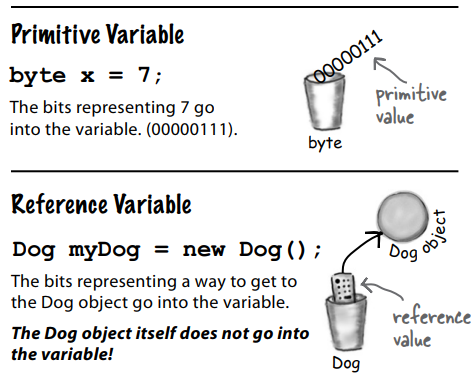 Primitive Variable
byte x = 7;
The bits representing 7 go
into the variable. (00000111).
00000111
primitive
value
byte
Reference Variable
Dog myDog = new Dog();
The bits representing a way to get to
the Dog object go into the variable.
The Dog object itself does not go into
the variable!
Dog object
reference
value
Dog